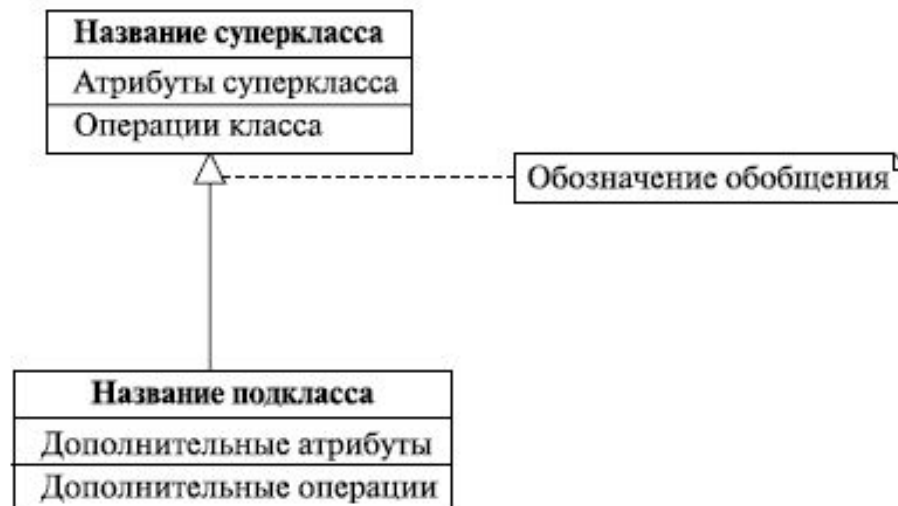 Название суперкласса
Атрибуты суперкласса
Операции класса
Обозначение обобщения
Название подкласса
Дополнительные атрибуты
Дополнительные операции